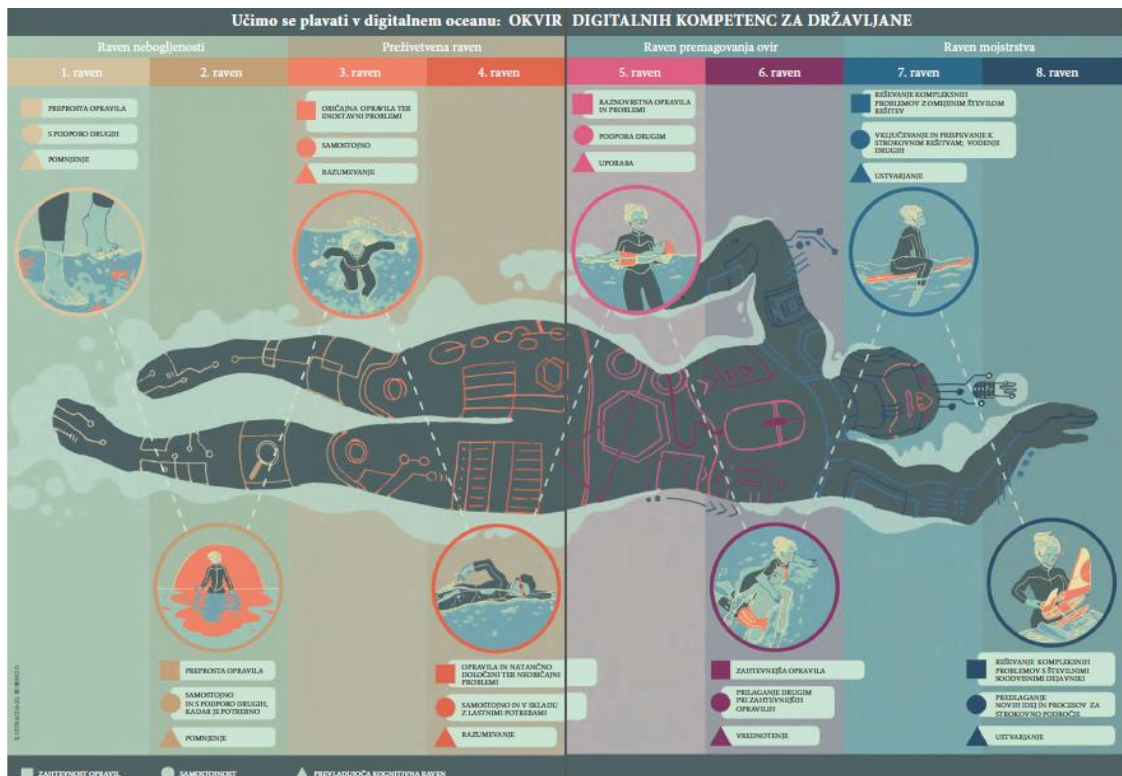 Učimo se plavati v digitalnem oceanu: OKVIR DIGITALNIH KOMPETENC ZA DRŽAVLJANE
Raven nebogljenosti
Preživetvena raven
Raven premagovanja ovir
Raven mojstrstva
1. raven
2. raven
3. raven
4. raven
5. raven
6. raven
7. raven
8. raven
PREPROSTA OPRAVILA
S PODPORO DRUGIH
POMNJENJE
OBIČAJNA OPRAVILA TER
ENOSTAVNI PROBLEMI
SAMOSTOJNO
RAZUMEVANJE
RAZNOVRSTNA OPRAVILA
IN PROBLEMI
PODPORA DRUGIM
UPORABA
REŠEVANJE KOMPLEKSNIH
PROBLEMOV Z OMEJENIM ŠTEVILOM
REŠITEV
VKLJUČEVANJE IN PRISPEVANJE K
STROKOVNIM REŠITVAM; VODENJE
DRUGIH
USTVARJANJE
PREPROSTA OPRAVILA
SAMOSTOJNO
IN S PODPORO DRUGIH,
KADAR JE POTREBNO
POMNJENJE
OPRAVILA IN NATANČNO
DOLOČENI TER NEOBIČAJNI
PROBLEMI
SAMOSTOJNO IN V SKLADU
Z LASTNIMI POTREBAMI
RAZUMEVANJE
ZAHTEVNEJŠA OPRAVILA
PRILAGANJE DRUGIM
PRI ZAHTEVNEJŠIH
OPRAVILIH
VREDNOTENJE
REŠEVANJE KOMPLEKSNIH
PROBLEMOV S ŠTEVILNIMI
SOODVISNIMI DEJAVNIKI
PREDLAGANJE
NOVIH IDEJ IN PROCESOV ZA
STROKOVNO PODROČJE
USTVARJANJE
ZAHTEVNOST OPRAVIL
SAMOSTOJNOST
PREVLADUJOČA KOGNITIVNA RAVEN